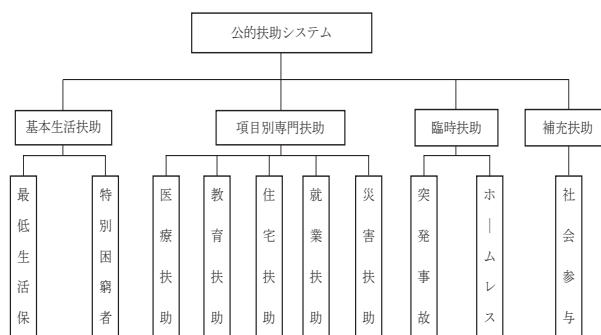 公的扶助システム
基本生活扶助
項目別専門扶助
臨時扶助
補充扶助
最低生活保
特別困窮者
医療扶助
教育扶助
住宅扶助
就業扶助
災害扶助
突発事故
ホームレス
社会参与